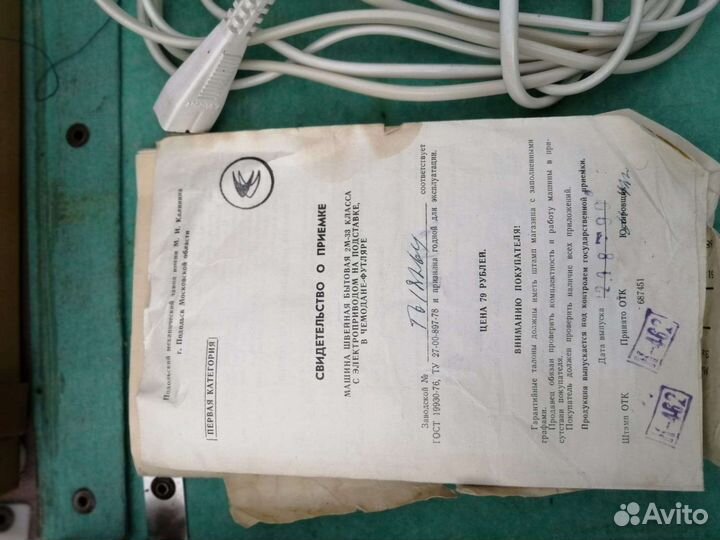 Подольский механический завод имени М. И. Калинина
г. Подольск Московской области
ПЕРВАЯ КАТЕГОРИЯ
СВИДЕТЕЛЬСТВО О ПРИЕМКЕ
МАШИНА ШВЕЙНАЯ БЫТОВАЯ 2М-33 КЛАССА
С ЭЛЕКТРОПРИВОДОМ НА ПОДСТАВКЕ,
В ЧЕМОДАНЕ-ФУТЛЯРЕ
Заводской № соответствует
ГОСТ 19930-76, ТУ 27-00-897-78 и признана годной для эксплуатации.
ЦЕНА 79 РУБЛЕЙ.
ВНИМАНИЮ ПОКУПАТЕЛЯ!
Гарантийные талоны должны иметь штамп магазина с заполненными
графами.
Продавец обязан проверить комплектность и работу машины в при-
сутствии покупателя.
Покупатель должен проверить наличие всех приложений.
Продукция выпускается под контролем государственной приемки.
Дата выпуска
Штамп ОТК Принято ОТК
687451
Avito